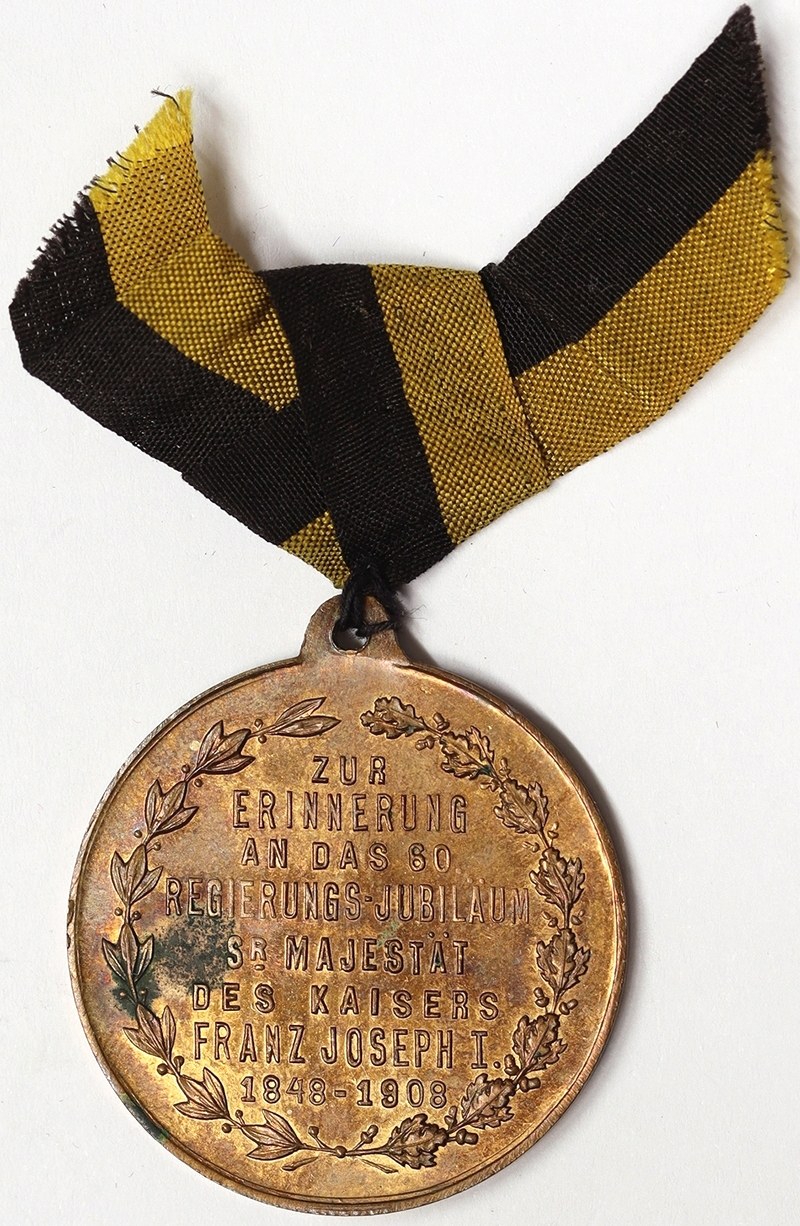 ZUR
ERINNERUNG
AN DAS 60
REGIERUNGS-JUBILÄUM
SR MAJESTÄT
DES KAISERS
FRANZ JOSEPH I.
1848-1908